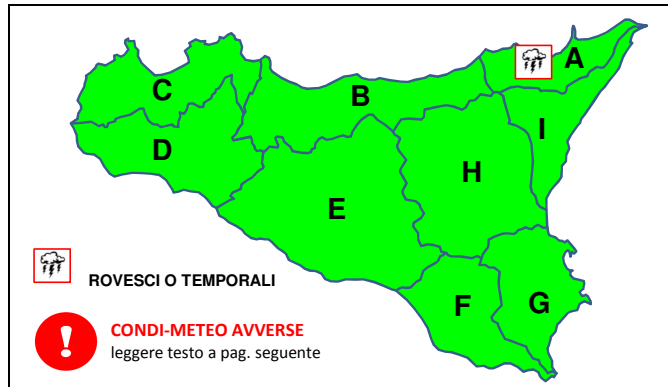 A
C
B
I
D
H
E
ROVESCI O TEMPORALI
F
G
CONDI-METEO AVVERSE
leggere testo a pag. seguente